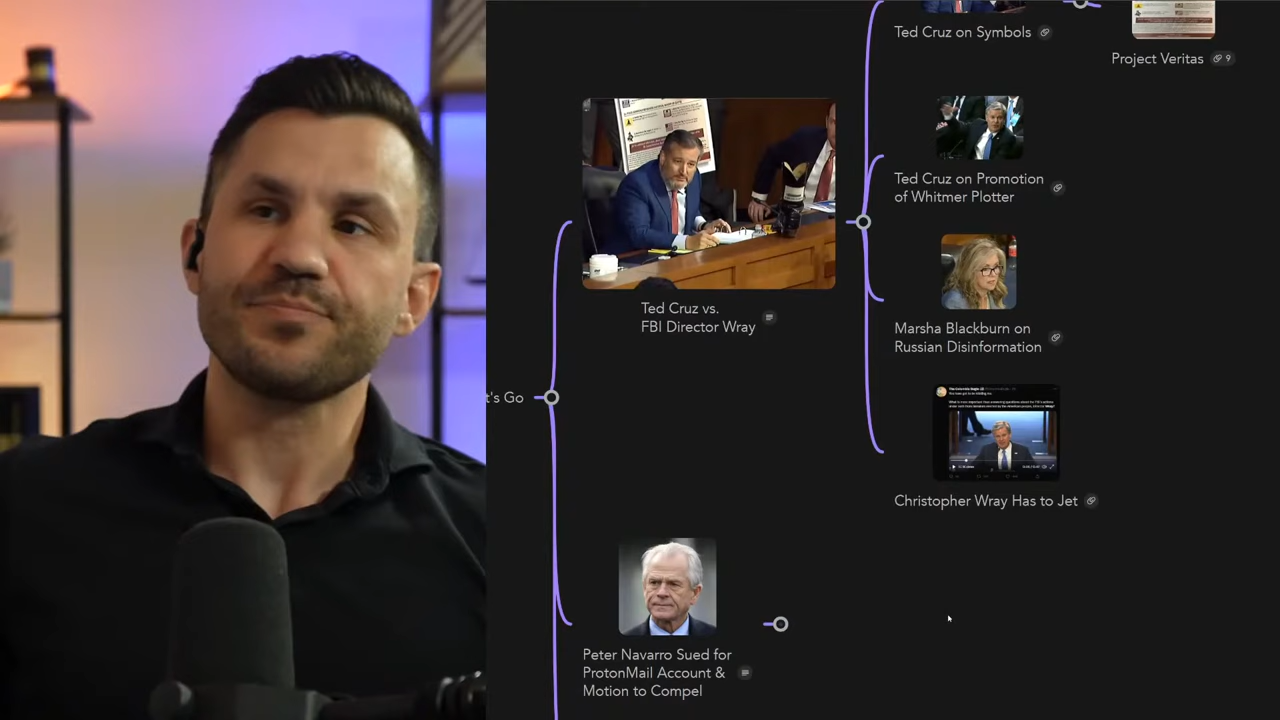 Ted Cruz on Symbols
Project Veritas
9
Ted Cruz on Promotion
of Whitmer Plotter
Ted Cruz vs.
FBI Director Wray
Marsha Blackburn on
Russian Disinformation
t's Go
Christopher Wray Has to Jet
Peter Navarro Sued for
ProtonMail Account &
Motion to Compel